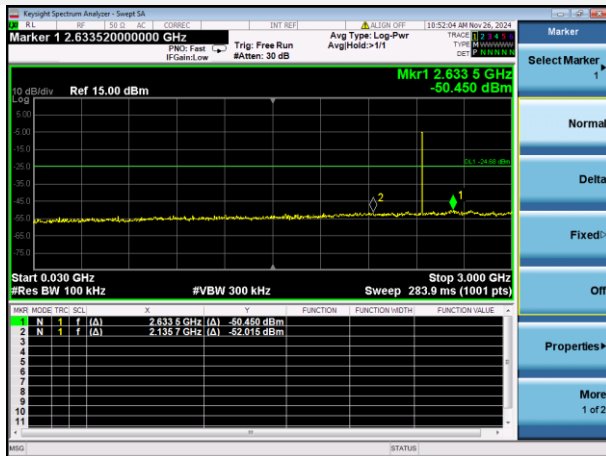 Keysight Spectrum Analyzer - Swept SA
RL RF 50 Ω AC CORREC INT REF ALIGN OFF 10:52:04 AM Nov 26, 2024
Marker 1 2.633520000000 GHz
PNO: Fast
IFGain:Low
Trig: Free Run
#Atten: 30 dB
Avg Type: Log-Pwr
Avg|Hold:>1/1
TRACE 1 2 3 4 5 6
TYPE M WWWWW
DET P N N N N N
Mkr1 2.633 5 GHz
-50.450 dBm
10 dB/div Ref 15.00 dBm
Log
5.00
-5.00
-15.0
DL1 -24.68 dBm
-25.0
-35.0
-45.0
2
1
-55.0
-65.0
-75.0
Start 0.030 GHz
Stop 3.000 GHz
#Res BW 100 kHz
#VBW 300 kHz
Sweep 283.9 ms (1001 pts)
MKR MODE TRC SCL X Y FUNCTION FUNCTION WIDTH FUNCTION VALUE
1 N 1 f (Δ) 2.633 5 GHz (Δ) -50.450 dBm
2 N 1 f (Δ) 2.135 7 GHz (Δ) -52.015 dBm
3
4
5
6
7
8
9
10
11
MSG
STATUS
Marker
Select Marker
1
Normal
Delta
Fixed
Off
Properties
More
1 of 2